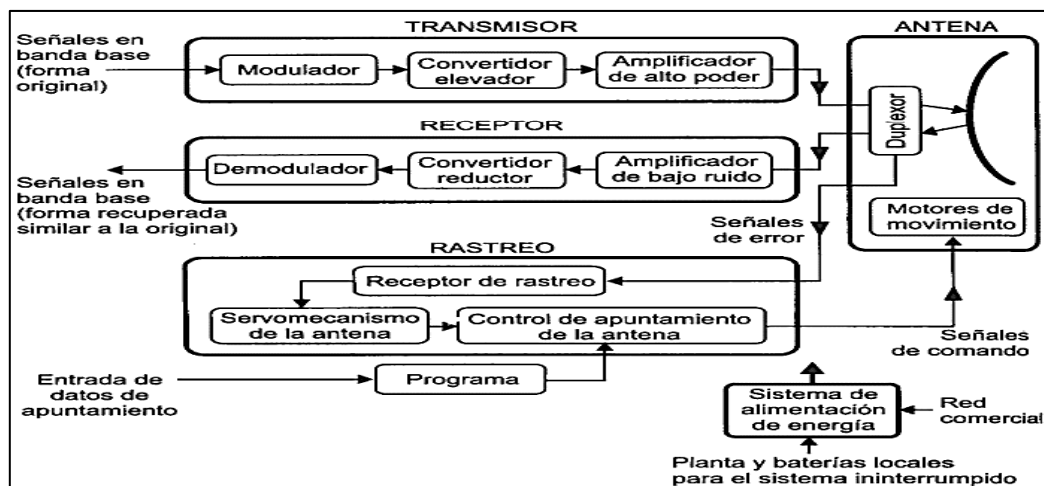 TRANSMISOR
ANTENA
Señales en
banda base
(forma
original)
Modulador
Convertidor
elevador
Amplificador
de alto poder
Duplexor
RECEPTOR
Demodulador
Convertidor
reductor
Amplificador
de bajo ruido
Señales en
banda base
(forma recuperada
similar a la original)
Señales
de error
Motores de
movimiento
RASTREO
Receptor de rastreo
Servomecanismo
de la antena
Control de apuntamiento
de la antena
Señales
de comando
Entrada de
datos de
apuntamiento
Programa
Sistema de
alimentación
de energía
Red
comercial
Planta y baterías locales
para el sistema ininterrumpido